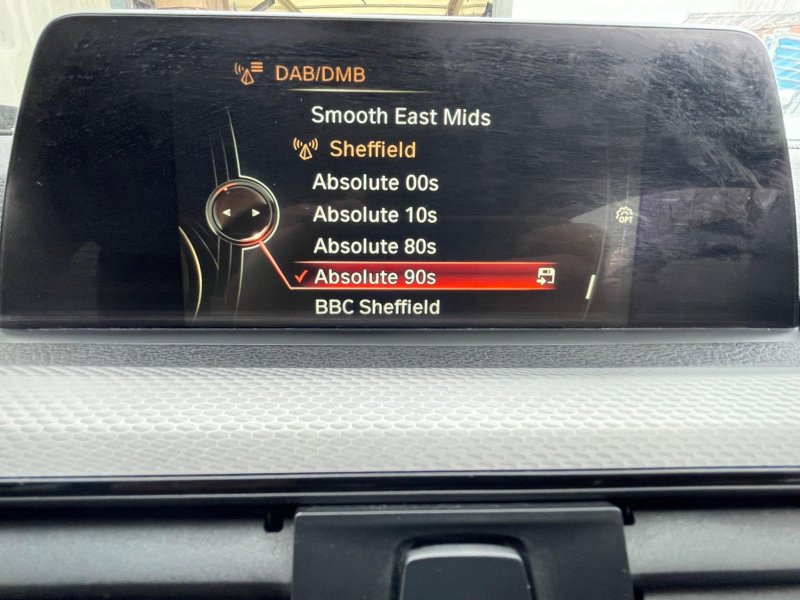 DAB/DMB
Smooth East Mids
Sheffield
Absolute 00s
Absolute 10s
OPT
Absolute 80s
Absolute 90s
BBC Sheffield